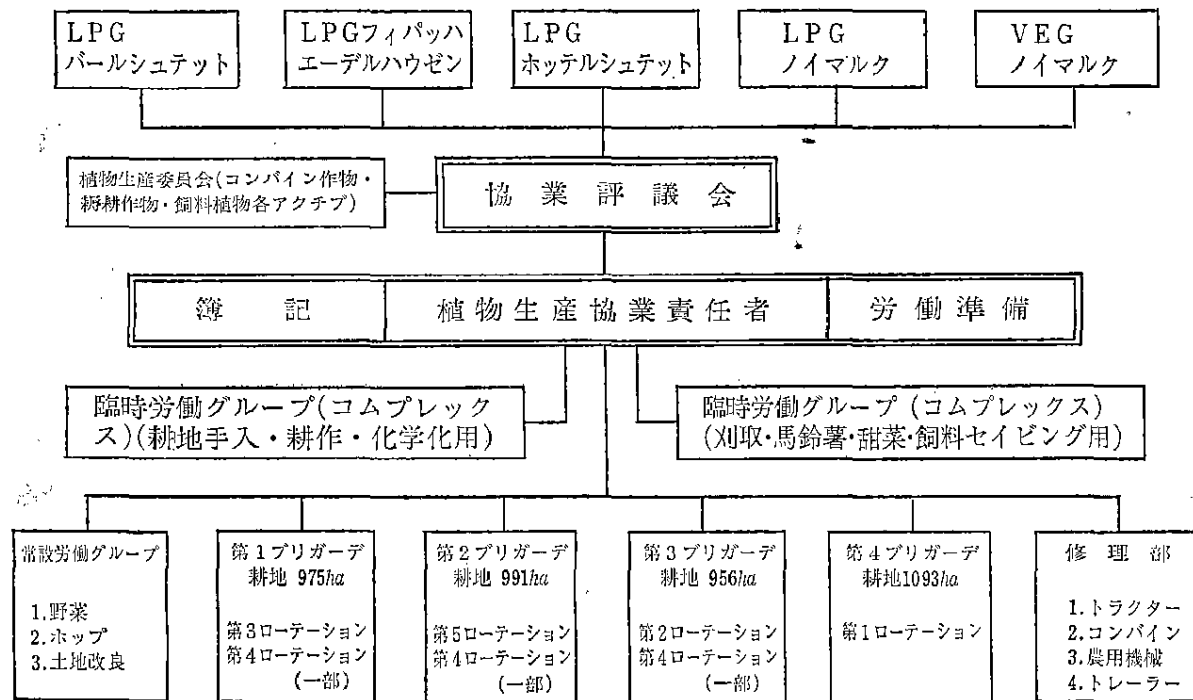 LPG
バールシュテット
LPGフィパッハ
エーデルハウゼン
LPG
ホッテルシュテット
LPG
ノイマルク
VEG
ノイマルク
植物生産委員会(コンバイン作物・
耨耕作物・飼料植物各アクチブ)
協業評議会
簿記
植物生産協業責任者
労働準備
臨時労働グループ(コムプレック
ス)(耕地手入・耕作・化学化用)
臨時労働グループ(コムプレックス)
(刈取・馬鈴薯・甜菜・飼料セイビング用)
常設労働グループ
1.野菜
2.ホップ
3.土地改良
第1ブリガーデ
耕地 975ha
第3ローテーション
第4ローテーション
(一部)
第2ブリガーデ
耕地 991ha
第5ローテーション
第4ローテーション
(一部)
第3ブリガーデ
耕地 956ha
第2ローテーション
第4ローテーション
(一部)
第4ブリガーデ
耕地1093ha
第1ローテーション
修理部
1.トラクター
2.コンバイン
3.農用機械
4.トレーラー